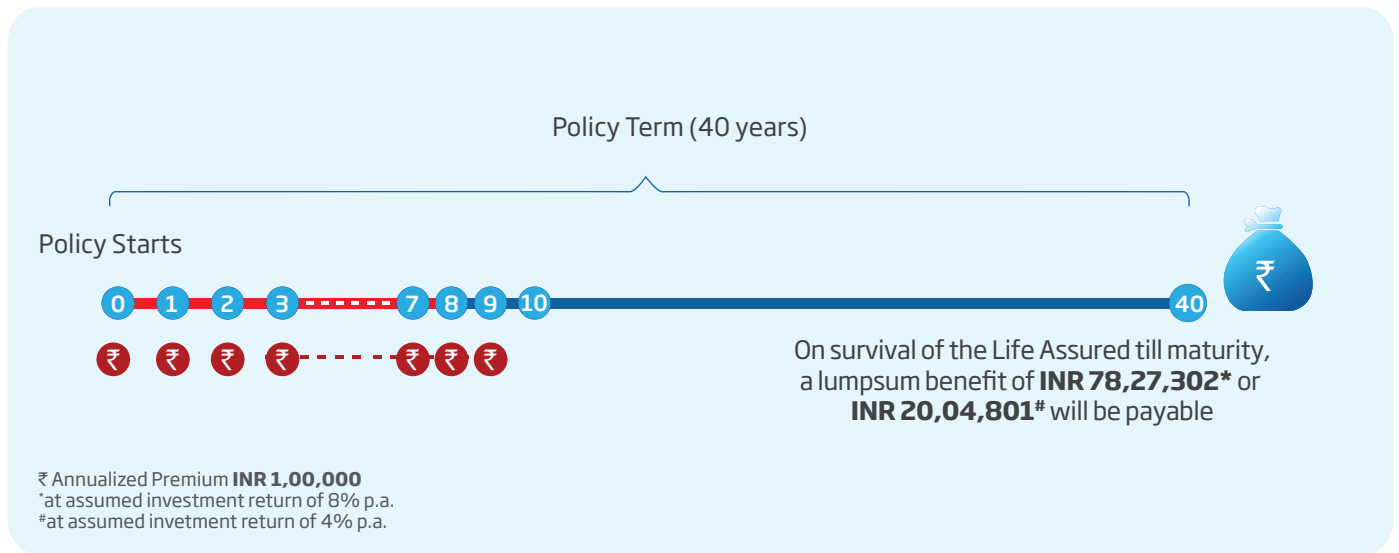 Policy Term (40 years)
Policy Starts
₹
0 1 2 3 7 8 9 10 40
₹ ₹ ₹ ₹ ₹ ₹ ₹
On survival of the Life Assured till maturity,
a lumpsum benefit of INR 78,27,302* or
INR 20,04,801# will be payable
₹ Annualized Premium INR 1,00,000
*at assumed investment return of 8% p.a.
#at assumed invetment return of 4% p.a.